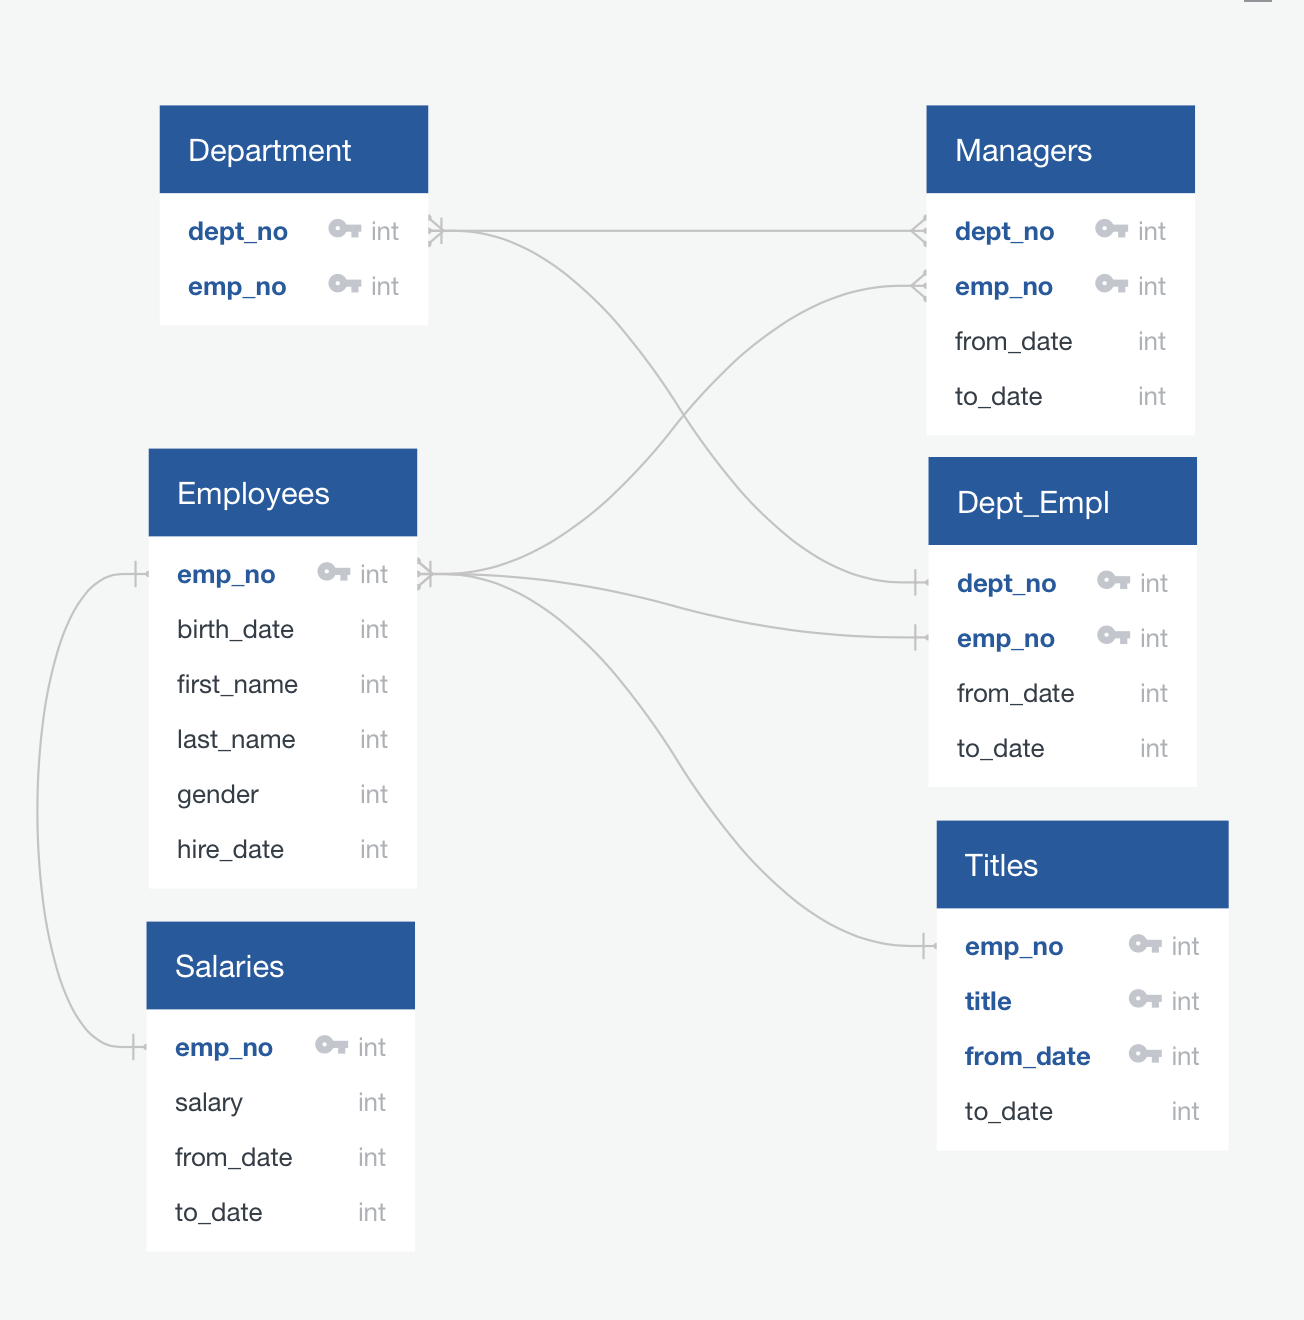 Department
dept_no int
emp_no int
Managers
dept_no int
emp_no int
from_date int
to_date int
Employees
emp_no int
birth_date int
first_name int
last_name int
gender int
hire_date int
Dept_Empl
dept_no int
emp_no int
from_date int
to_date int
Salaries
emp_no int
salary int
from_date int
to_date int
Titles
emp_no int
title int
from_date int
to_date int